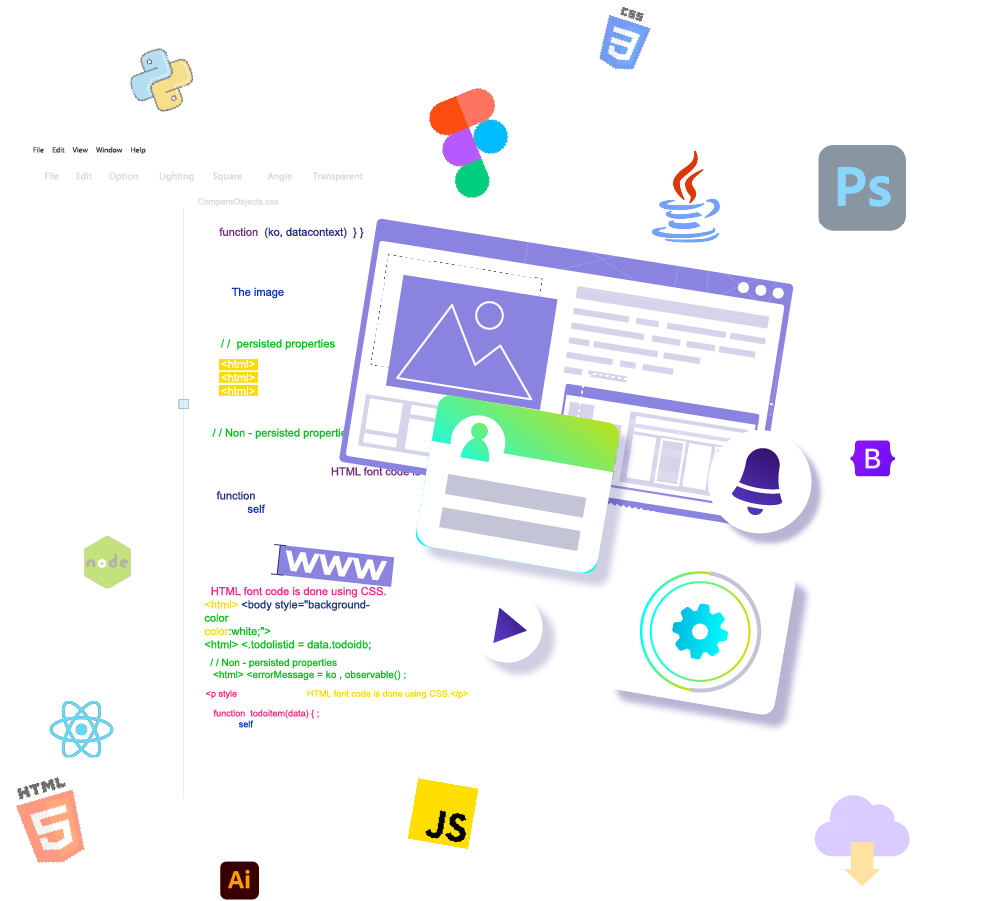 CSS
File Edit View Window Help
File Edit Option Lighting Square Angle Transparent
Ps
CompareObjects.css
function (ko, datacontext) } }
The image
/ / persisted properties
<html>
<html>
<html>
/ / Non - persisted propertie
B
HTML font code is
function
self
node
WWW
HTML font code is done using CSS.
<html> <body style="background-
color
color:white;">
<html> <.todolistid = data.todoidb;
/ / Non - persisted properties
<html> <errorMessage = ko , observable() ;
<p style HTML font code is done using CSS.</p>
function todoitem(data) { ;
self
HTML
5
JS
Ai